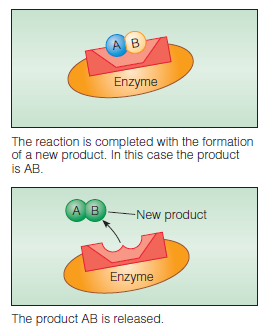 A B
Enzyme
The reaction is completed with the formation
of a new product. In this case the product
is AB.
A B
New product
Enzyme
The product AB is released.